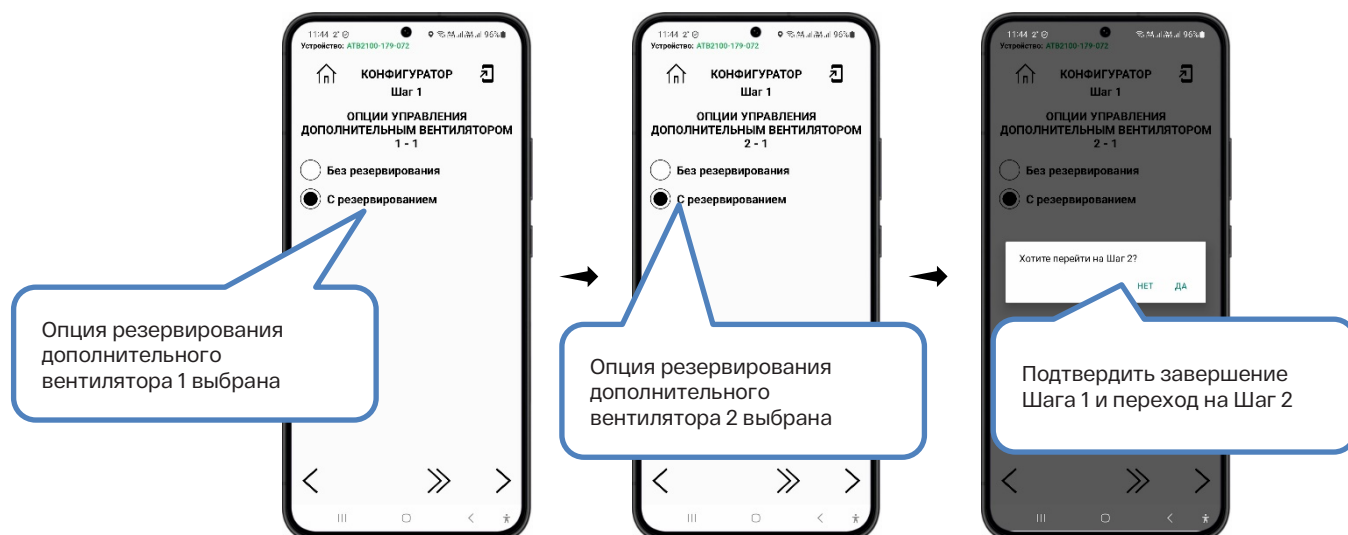 11:44 2°
96%
Устройство: ATB2100-179-072
КОНФИГУРАТОР
Шаг 1
ОПЦИИ УПРАВЛЕНИЯ
ДОПОЛНИТЕЛЬНЫМ ВЕНТИЛЯТОРОМ
1 - 1
Без резервирования
С резервированием
Опция резервирования
дополнительного
вентилятора 1 выбрана
11:44 2°
96%
Устройство: ATB2100-179-072
КОНФИГУРАТОР
Шаг 1
ОПЦИИ УПРАВЛЕНИЯ
ДОПОЛНИТЕЛЬНЫМ ВЕНТИЛЯТОРОМ
2 - 1
Без резервирования
С резервированием
Опция резервирования
дополнительного
вентилятора 2 выбрана
11:44 2°
96%
Устройство: ATB2100-179-072
КОНФИГУРАТОР
Шаг 1
ОПЦИИ УПРАВЛЕНИЯ
ДОПОЛНИТЕЛЬНЫМ ВЕНТИЛЯТОРОМ
2 - 1
Без резервирования
С резервированием
Хотите перейти на Шаг 2?
НЕТ ДА
Подтвердить завершение
Шага 1 и переход на Шаг 2